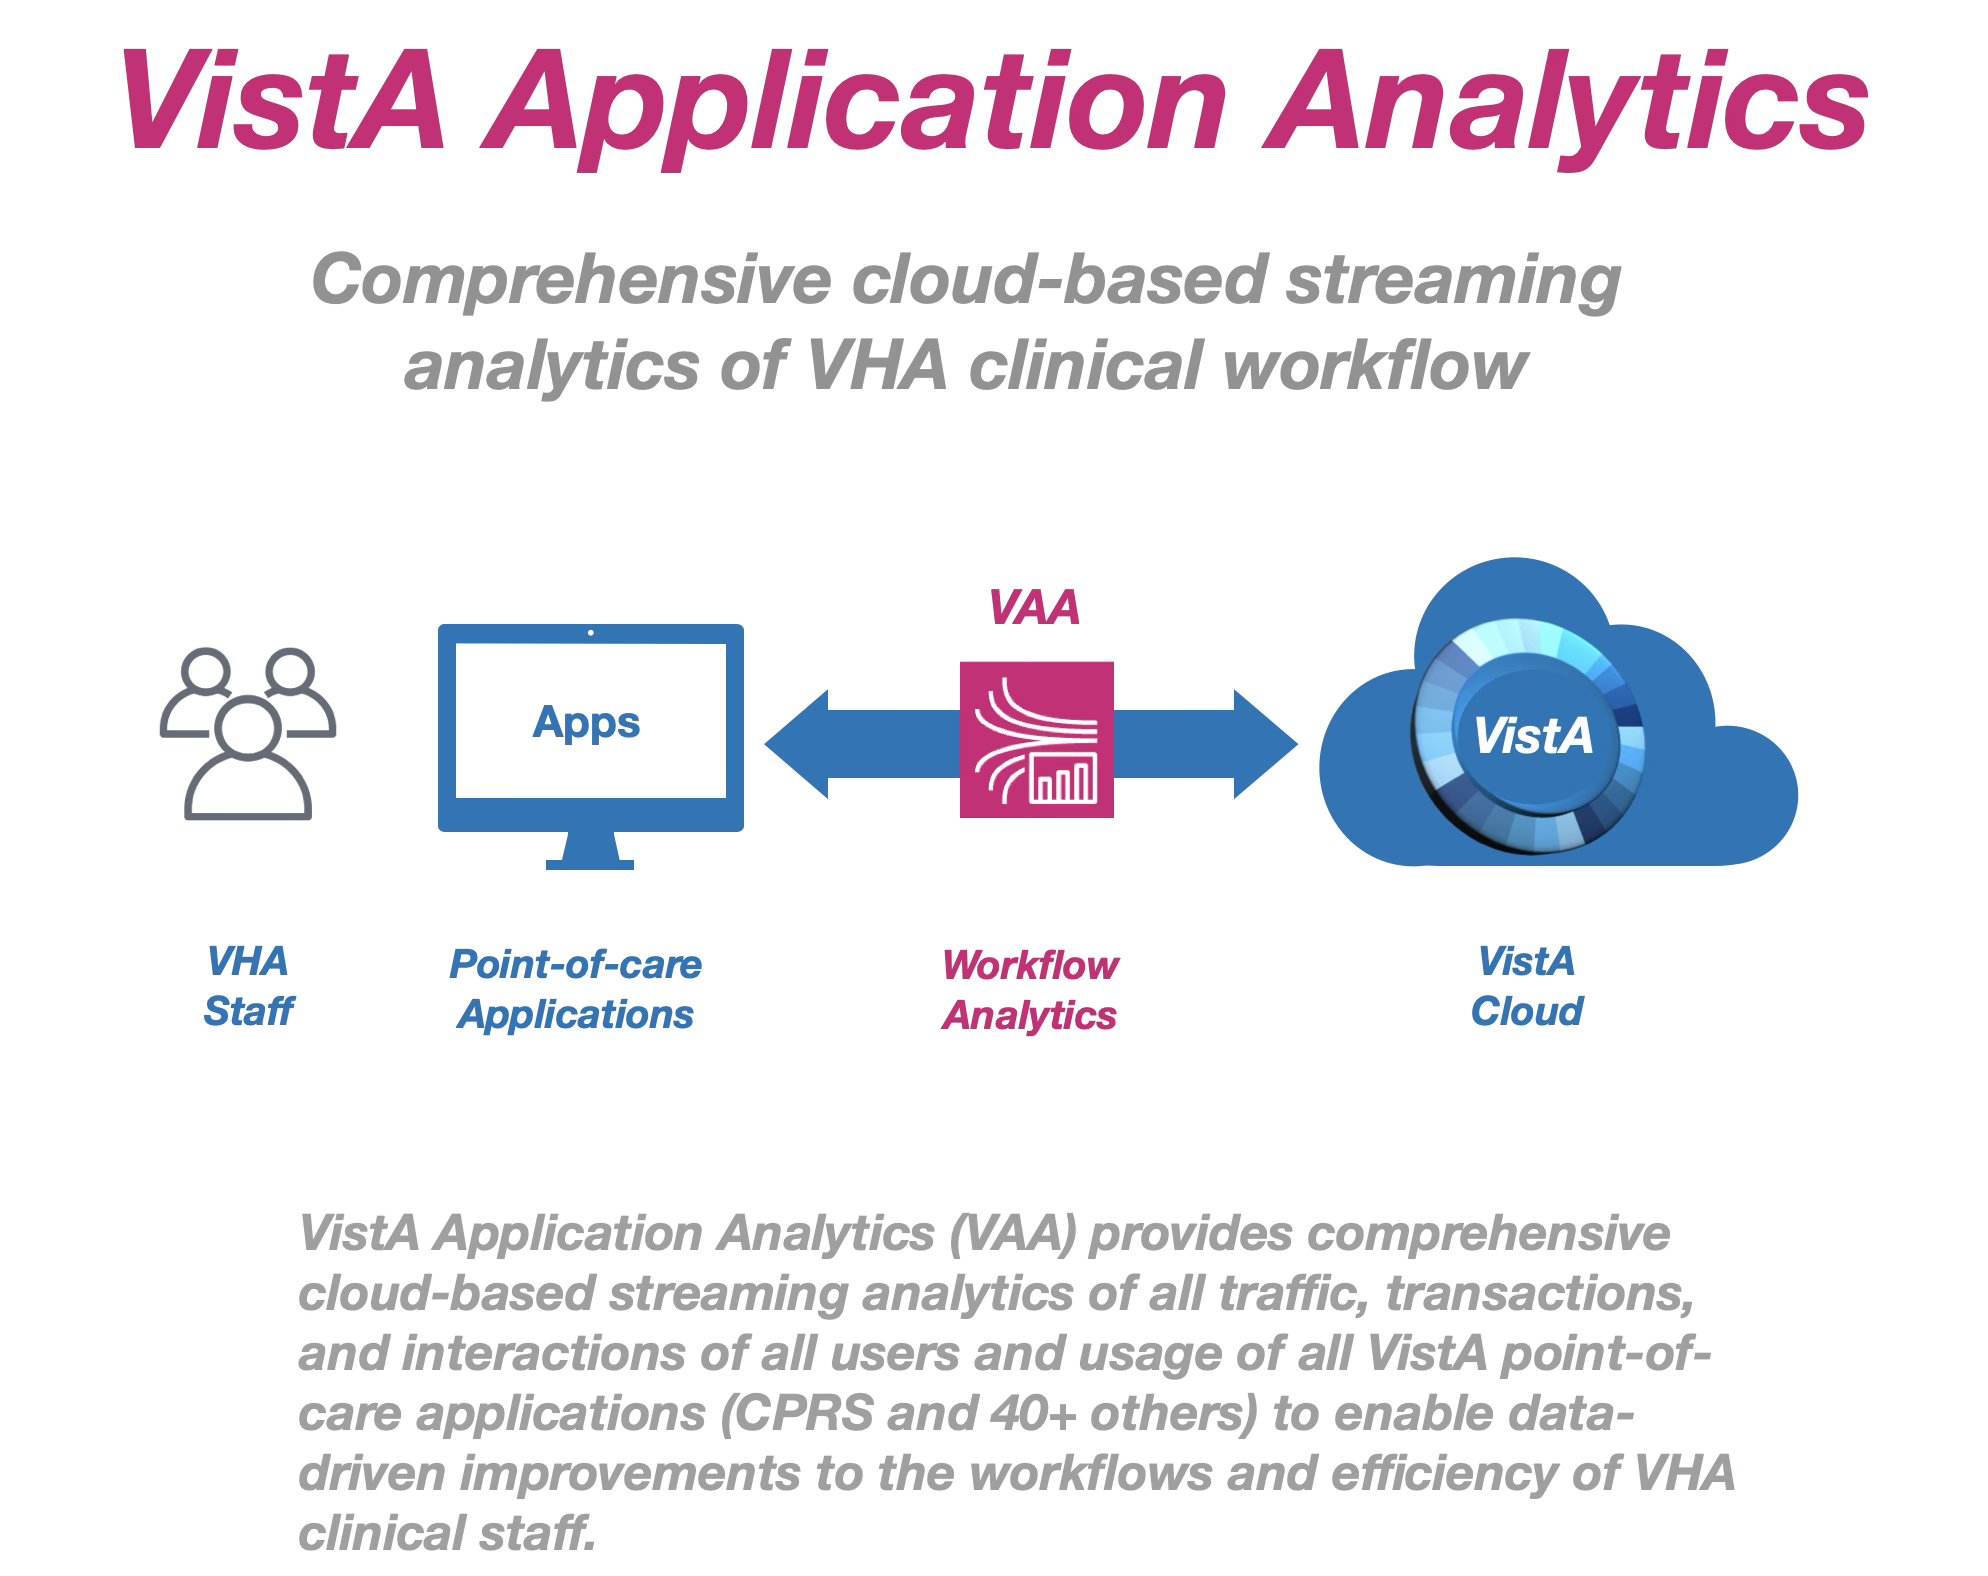 VistA Application Analytics
Comprehensive cloud-based streaming
analytics of VHA clinical workflow
VAA
Apps
VistA
VHA
Staff
Point-of-care
Applications
Workflow
Analytics
VistA
Cloud
VistA Application Analytics (VAA) provides comprehensive
cloud-based streaming analytics of all traffic, transactions,
and interactions of all users and usage of all VistA point-of-
care applications (CPRS and 40+ others) to enable data-
driven improvements to the workflows and efficiency of VHA
clinical staff.